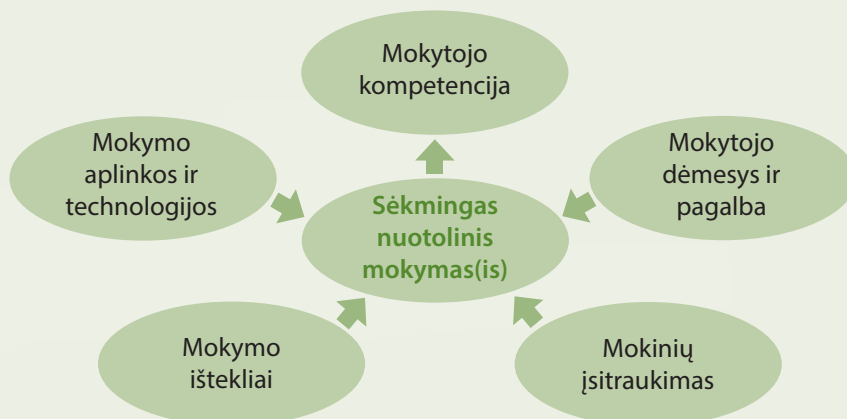 Mokytojo
kompetencija
Mokymo
aplinkos ir
technologijos
Mokytojo
dėmesys ir
pagalba
Sėkmingas
nuotolinis
mokymas(is)
Mokymo
ištekliai
Mokinių
įsitraukimas